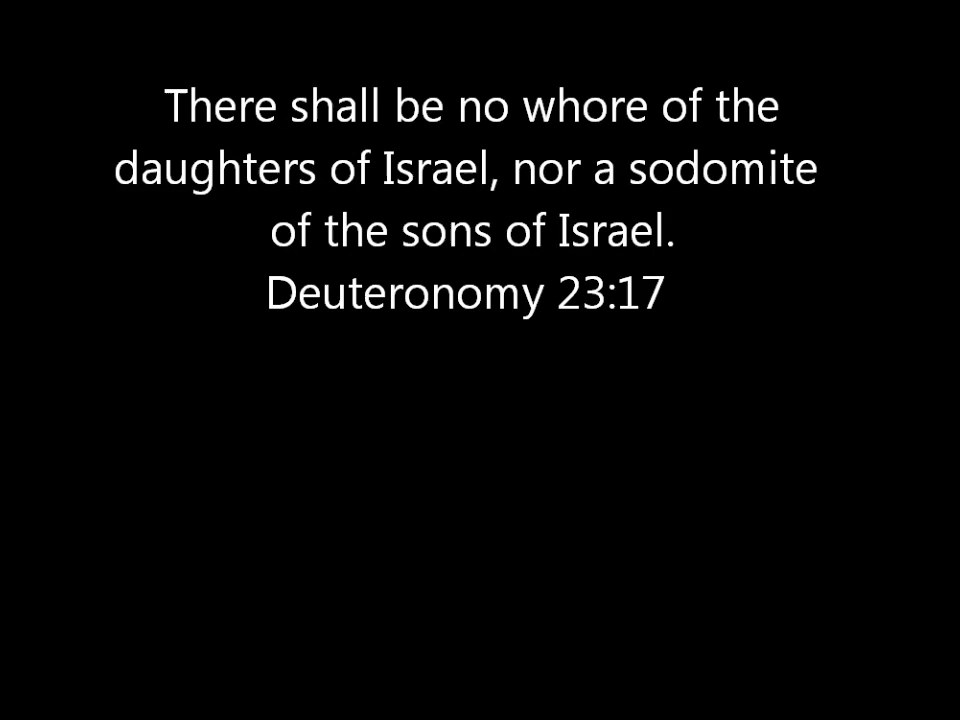 There shall be no whore of the
daughters of Israel, nor a sodomite
of the sons of Israel.
Deuteronomy 23:17